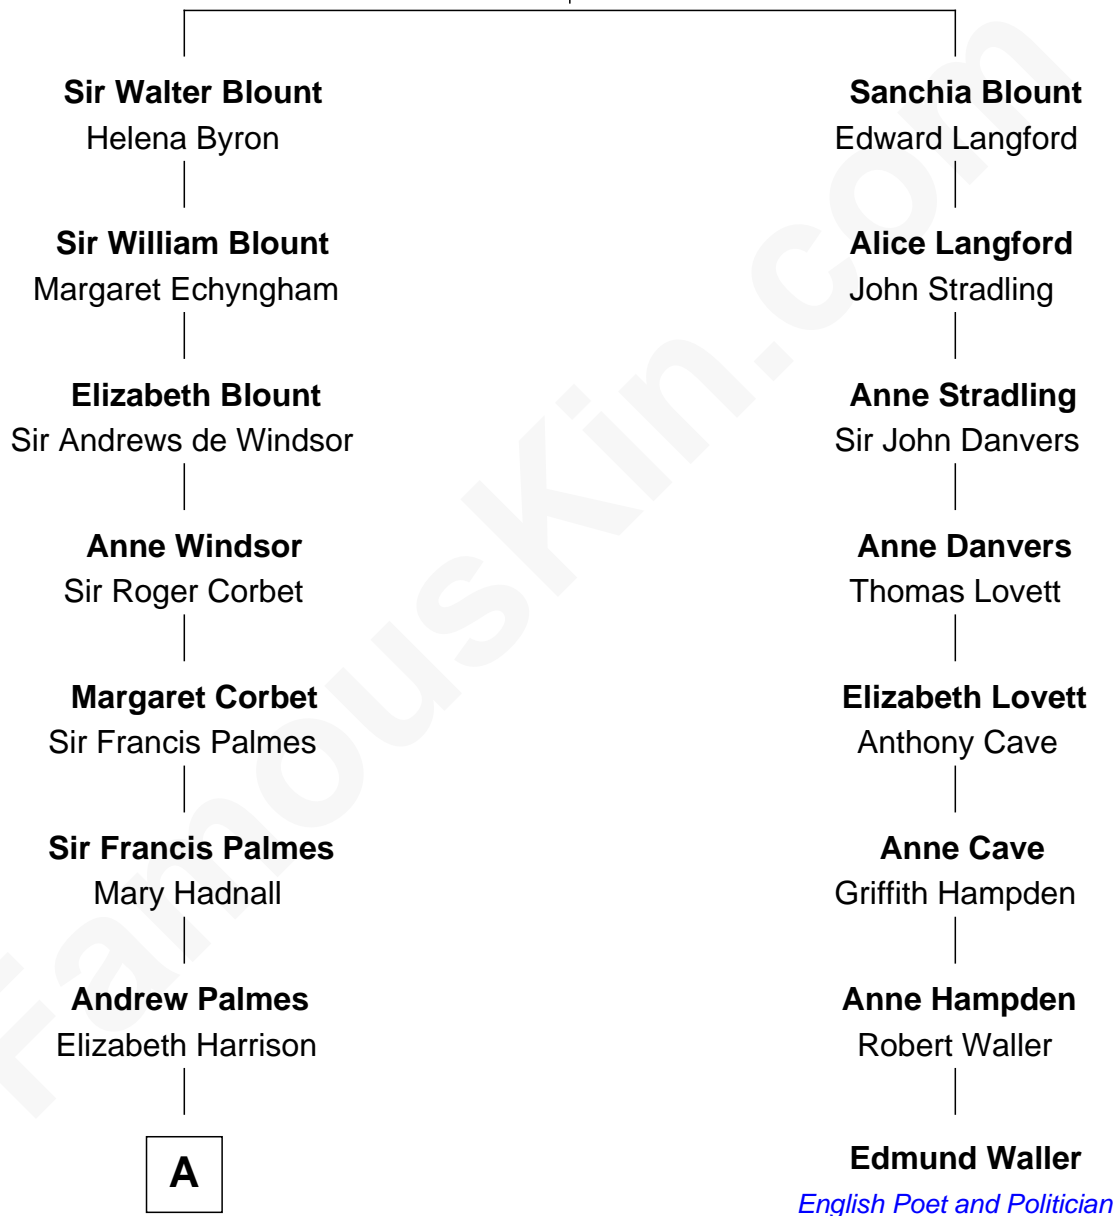 Sir Walter Blount
Helena Byron
Sir William Blount
Margaret Echyngham
Elizabeth Blount
Sir Andrews de Windsor
Anne Windsor
Sir Roger Corbet
Margaret Corbet
Sir Francis Palmes
Sir Francis Palmes
Mary Hadnall
Andrew Palmes
Elizabeth Harrison
A
Sanchia Blount
Edward Langford
Alice Langford
John Stradling
Anne Stradling
Sir John Danvers
Anne Danvers
Thomas Lovett
Elizabeth Lovett
Anthony Cave
Anne Cave
Griffith Hampden
Anne Hampden
Robert Waller
Edmund Waller
English Poet and Politician
FamousKin.com